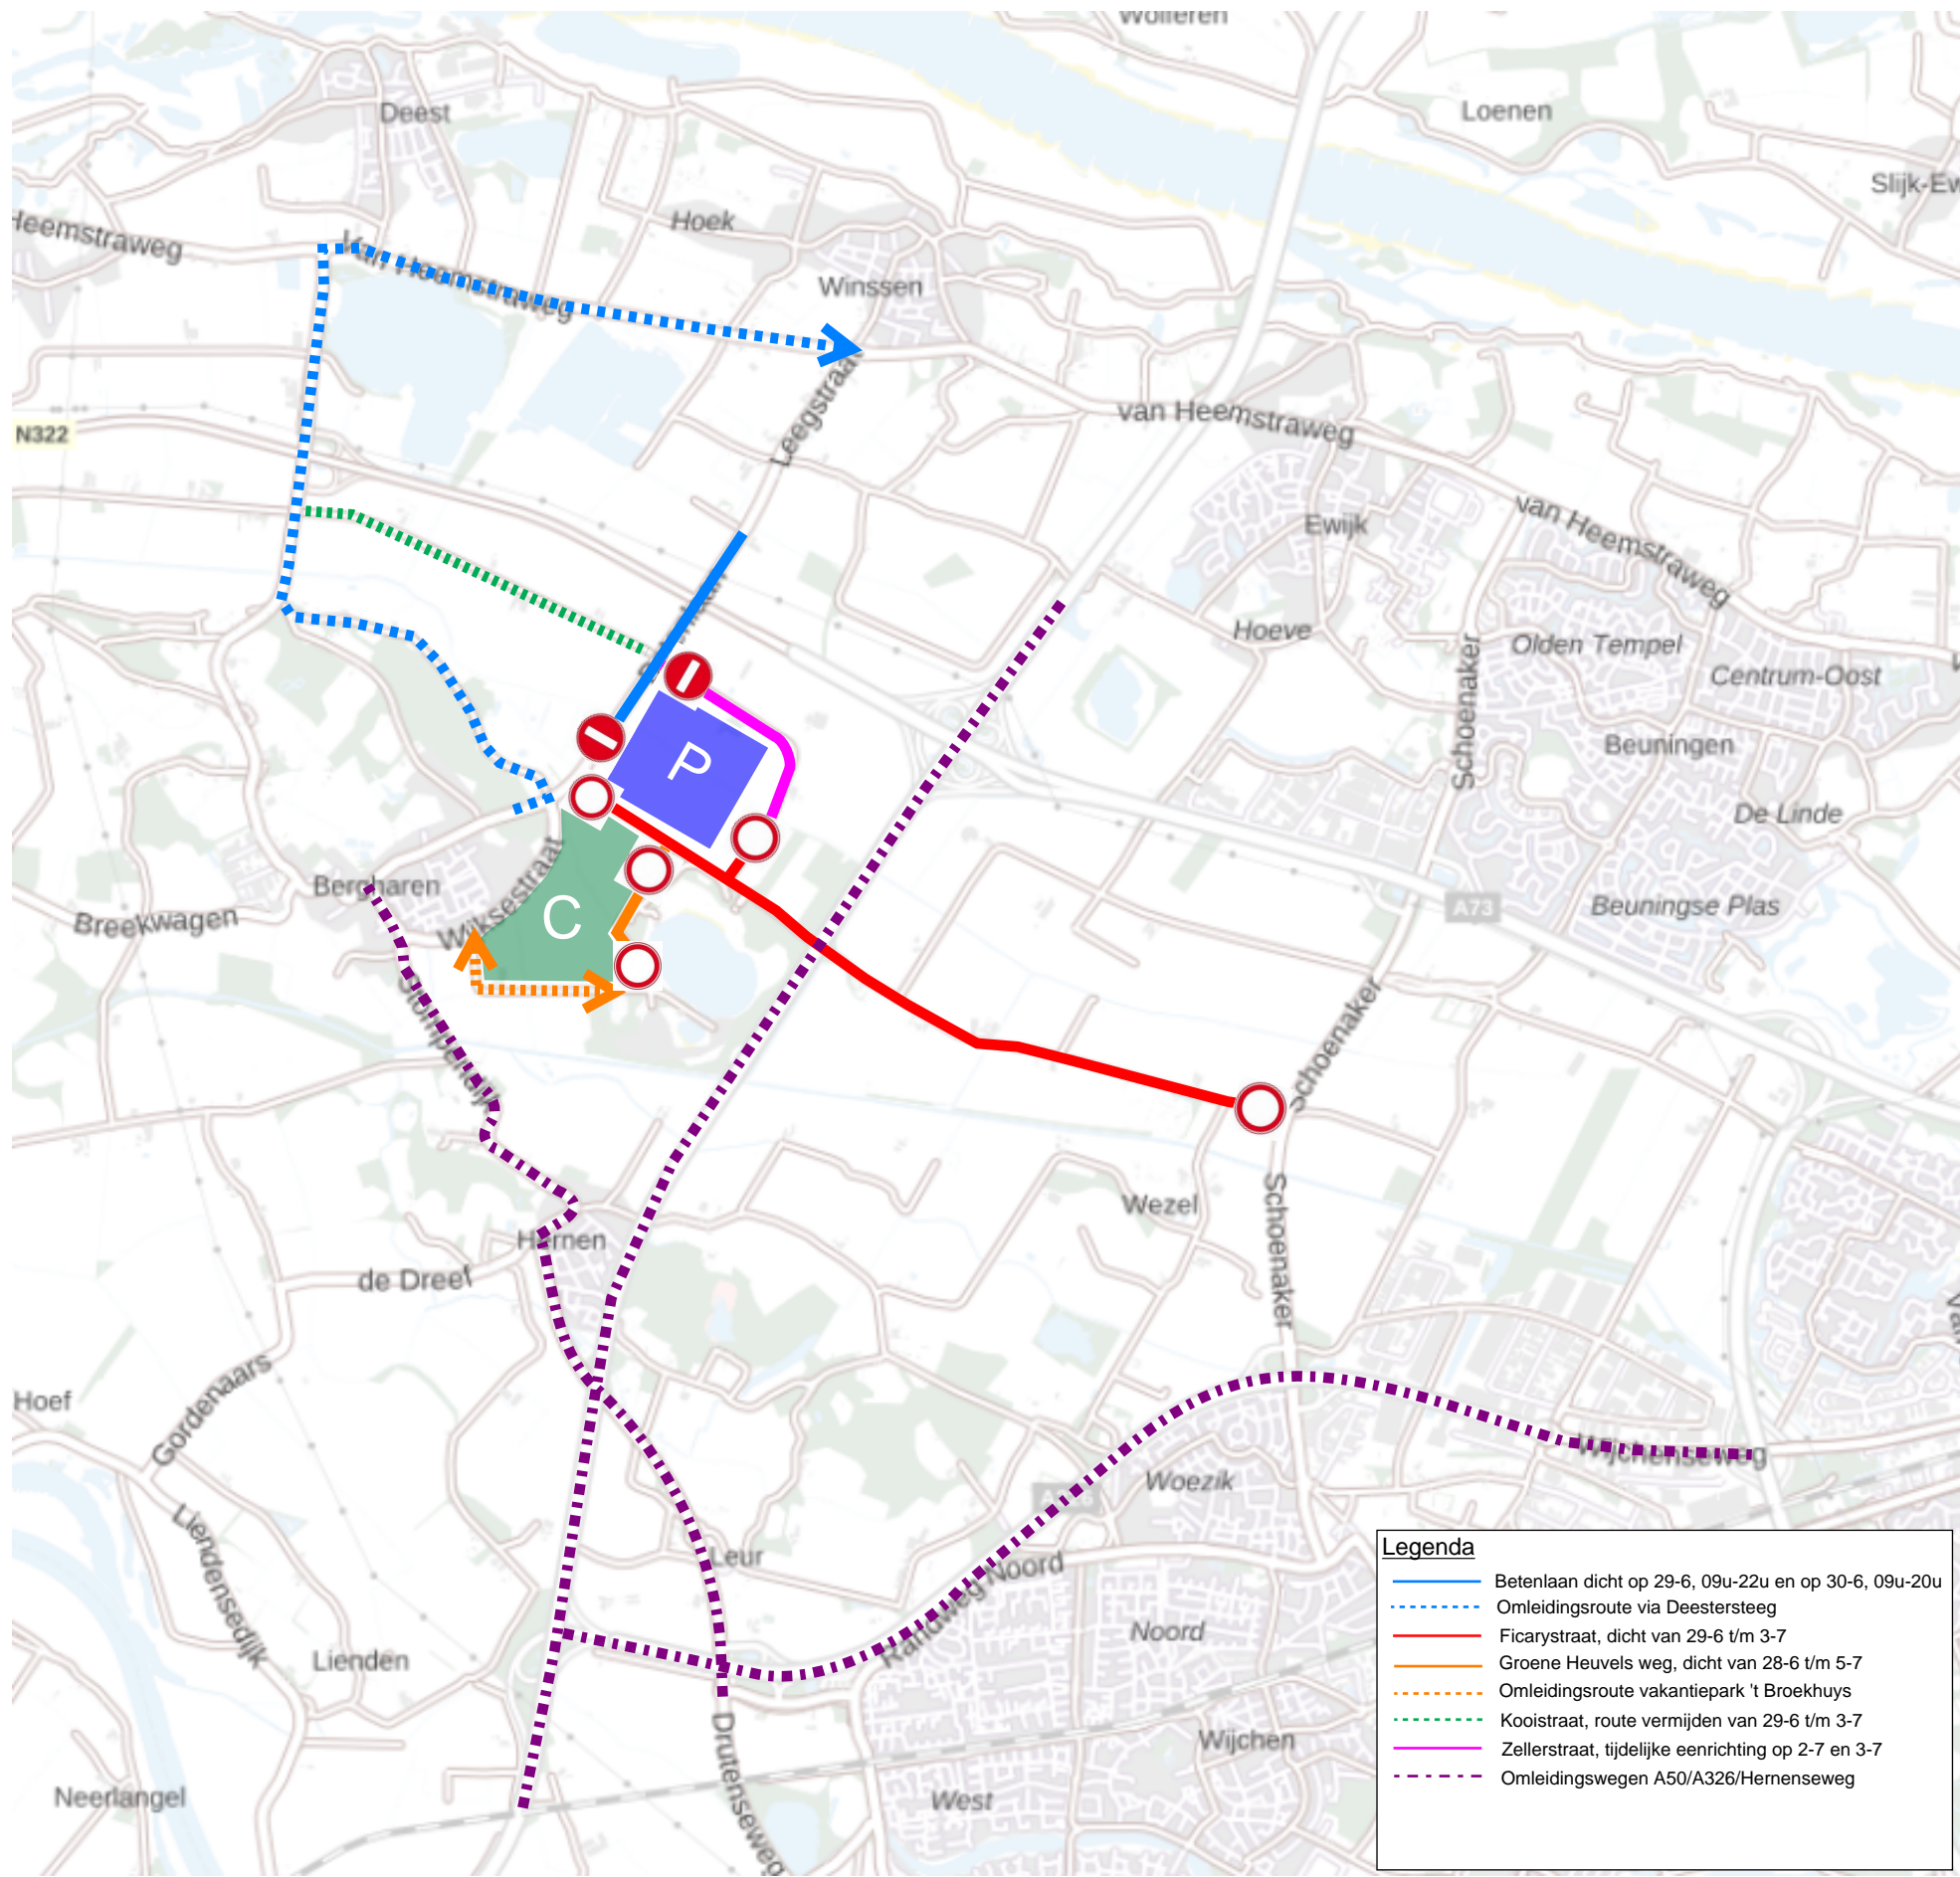 Wolferen
Deest
Loenen
Slijk-Ew
Hoek
Heemstraweg
Van Heemstraweg
Winssen
Leegstraat
van Heemstraweg
N322
van Heemstraweg
Ewijk
Hoeve
Olden Tempel
Centrum-Oost
Schoenaker
Beuningen
P
De Linde
Bergharen
Breekwagen
Wijksestraat
C
A73
Beuningse Plas
Schoenaker
Wezel
Schoenaker
Hernen
de Dreef
Hoef
Gordenaars
Wijchenseweg
Woezik
Leur
Randweg Noord
Liendensedijk
Lienden
Noord
Drutenseweg
Wijchen
Neerlangel
West
Legenda
Betenlaan dicht op 29-6, 09u-22u en op 30-6, 09u-20u
Omleidingsroute via Deestersteeg
Ficarystraat, dicht van 29-6 t/m 3-7
Groene Heuvels weg, dicht van 28-6 t/m 5-7
Omleidingsroute vakantiepark 't Broekhuys
Kooistraat, route vermijden van 29-6 t/m 3-7
Zellerstraat, tijdelijke eenrichting op 2-7 en 3-7
Omleidingswegen A50/A326/Hernenseweg